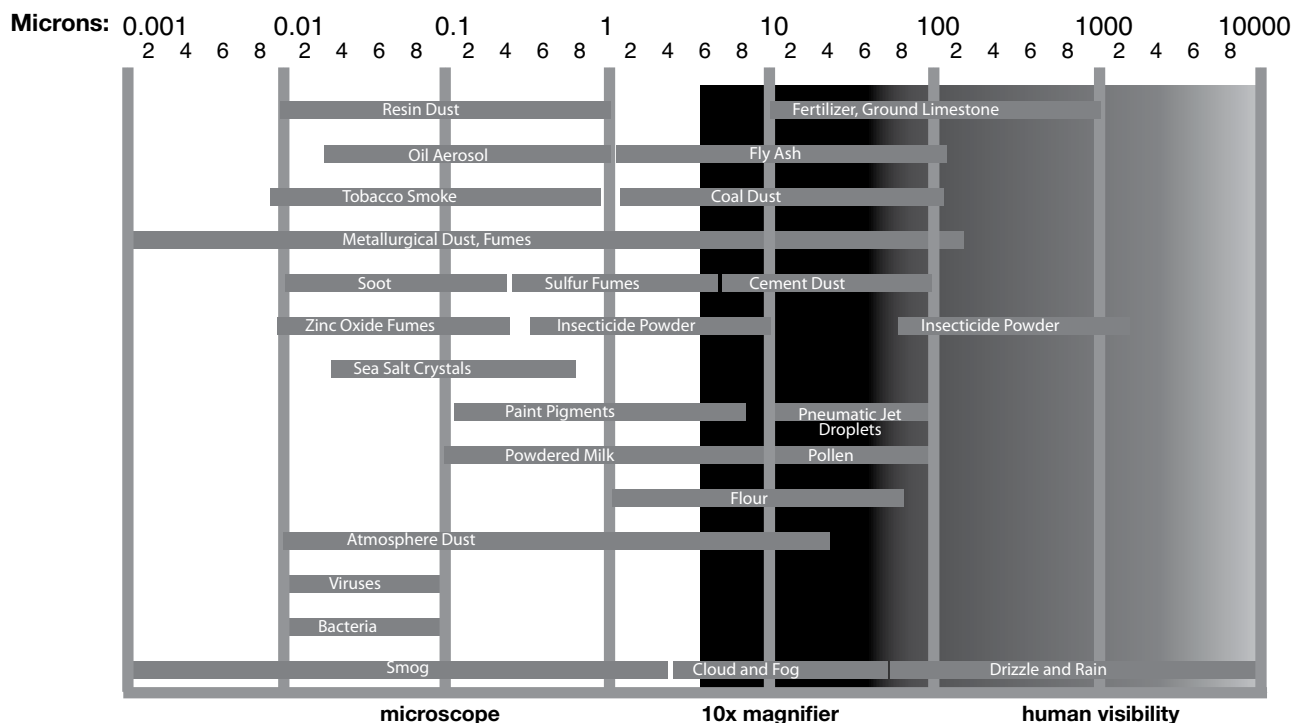 Microns: 0.001 0.01 0.1 1 10 100 1000 10000
2 4 6 8 2 4 6 8 2 4 6 8 2 4 6 8 2 4 6 8 2 4 6 8 2 4 6 8
Resin Dust Fertilizer, Ground Limestone
Oil Aerosol Fly Ash
Tobacco Smoke Coal Dust
Metallurgical Dust, Fumes
Soot Sulfur Fumes Cement Dust
Zinc Oxide Fumes Insecticide Powder Insecticide Powder
Sea Salt Crystals
Paint Pigments Pneumatic Jet
Droplets
Powdered Milk Pollen
Flour
Atmosphere Dust
Viruses
Bacteria
Smog Cloud and Fog Drizzle and Rain
microscope 10x magnifier human visibility